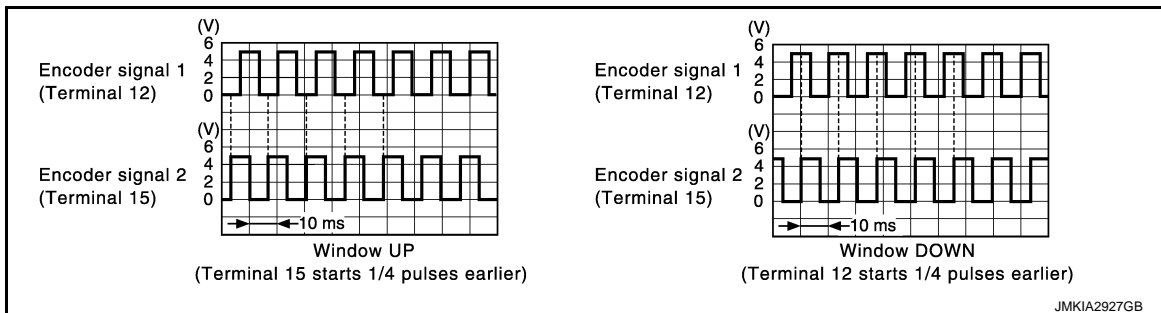 (V)
6
4
2
0
Encoder signal 1
(Terminal 12)
(V)
6
4
2
0
Encoder signal 2
(Terminal 15)
10 ms
Window UP
(Terminal 15 starts 1/4 pulses earlier)
(V)
6
4
2
0
Encoder signal 1
(Terminal 12)
(V)
6
4
2
0
Encoder signal 2
(Terminal 15)
10 ms
Window DOWN
(Terminal 12 starts 1/4 pulses earlier)
JMKIA2927GB